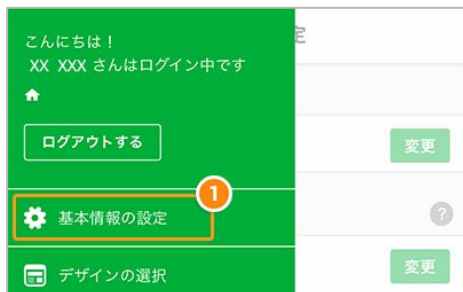 こんにちは！
定
XX XXX さんはログイン中です
ログアウトする
変更
1
基本情報の設定
?
デザインの選択
変更